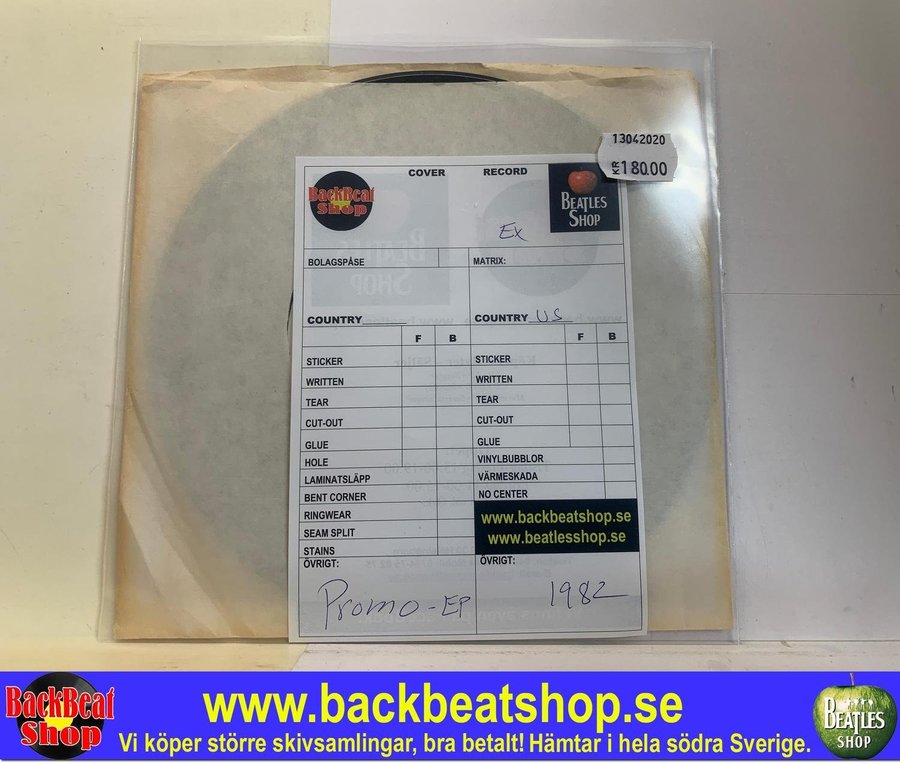 13042020
KR180.00
COVER
RECORD
BackBeat
Shop
BEATLES
SHOP
Ex
BOLAGSPÅSE
MATRIX:
COUNTRY
COUNTRY US
F B
F B
STICKER
WRITTEN
TEAR
CUT-OUT
GLUE
HOLE
LAMINATSLÄPP
BENT CORNER
RINGWEAR
SEAM SPLIT
STAINS
ÖVRIGT:
Promo-EP
STICKER
WRITTEN
TEAR
CUT-OUT
GLUE
VINYLBUBBLOR
VÄRMESKADA
NO CENTER
www.backbeatshop.se
www.beatlesshop.se
ÖVRIGT:
1982
BackBeat
Shop
www.backbeatshop.se
Vi köper större skivsamlingar, bra betalt! Hämtar i hela södra Sverige.
BEATLES
SHOP